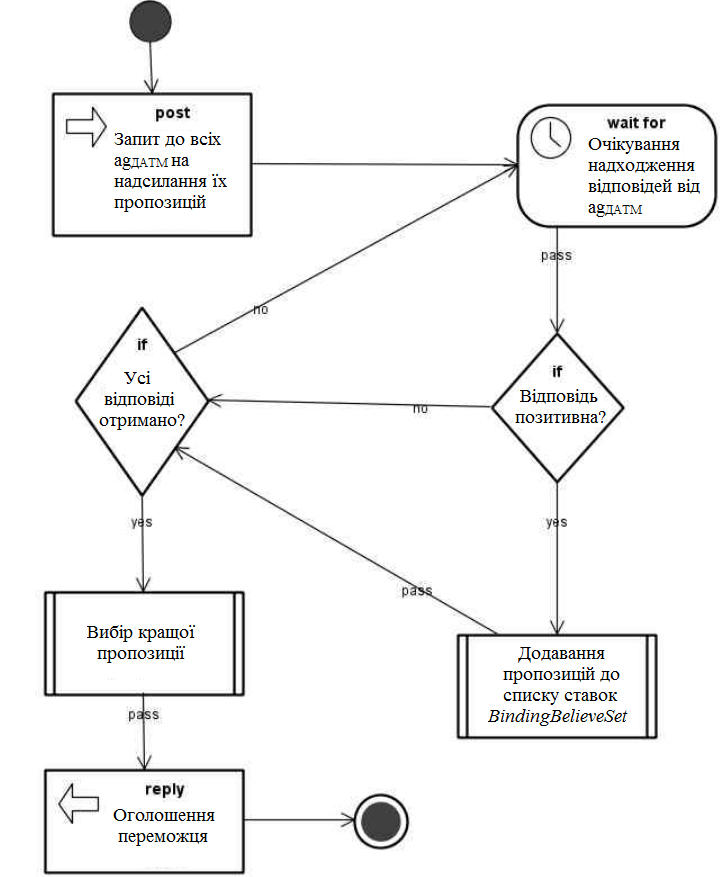 post
Запит до всіх
agДАТМ на
надсилання їх
пропозицій
wait for
Очікування
надходження
відповідей від
agДАТМ
pass
no
if
Усі
відповіді
отримано?
if
Відповідь
позитивна?
no
yes
yes
pass
Вибір кращої
пропозиції
Додавання
пропозицій до
списку ставок
BindingBelieveSet
pass
reply
Оголошення
переможця